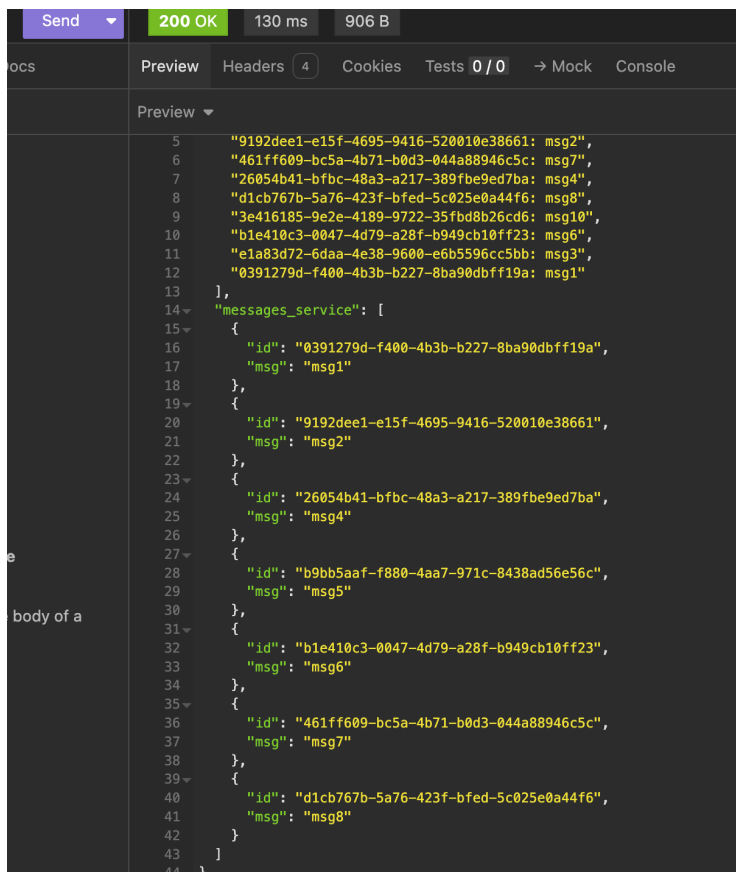 Send
200 OK 130 ms 906 B
Docs
Preview Headers 4 Cookies Tests 0 / 0 → Mock Console
Preview
5 "9192dee1-e15f-4695-9416-520010e38661: msg2",
6 "461ff609-bc5a-4b71-b0d3-044a88946c5c: msg7",
7 "26054b41-bfbc-48a3-a217-389fbe9ed7ba: msg4",
8 "d1cb767b-5a76-423f-bfed-5c025e0a44f6: msg8",
9 "3e416185-9e2e-4189-9722-35fbd8b26cd6: msg10",
10 "b1e410c3-0047-4d79-a28f-b949cb10ff23: msg6",
11 "e1a83d72-6daa-4e38-9600-e6b5596cc5bb: msg3",
12 "0391279d-f400-4b3b-b227-8ba90dbff19a: msg1"
13 ],
14 "messages_service": [
15 {
16 "id": "0391279d-f400-4b3b-b227-8ba90dbff19a",
17 "msg": "msg1"
18 },
19 {
20 "id": "9192dee1-e15f-4695-9416-520010e38661",
21 "msg": "msg2"
22 },
23 {
24 "id": "26054b41-bfbc-48a3-a217-389fbe9ed7ba",
25 "msg": "msg4"
26 },
27 {
e
28 "id": "b9bb5aaf-f880-4aa7-971c-8438ad56e56c",
29 "msg": "msg5"
30 },
body of a
31 {
32 "id": "b1e410c3-0047-4d79-a28f-b949cb10ff23",
33 "msg": "msg6"
34 },
35 {
36 "id": "461ff609-bc5a-4b71-b0d3-044a88946c5c",
37 "msg": "msg7"
38 },
39 {
40 "id": "d1cb767b-5a76-423f-bfed-5c025e0a44f6",
41 "msg": "msg8"
42 }
43 ]
44 }